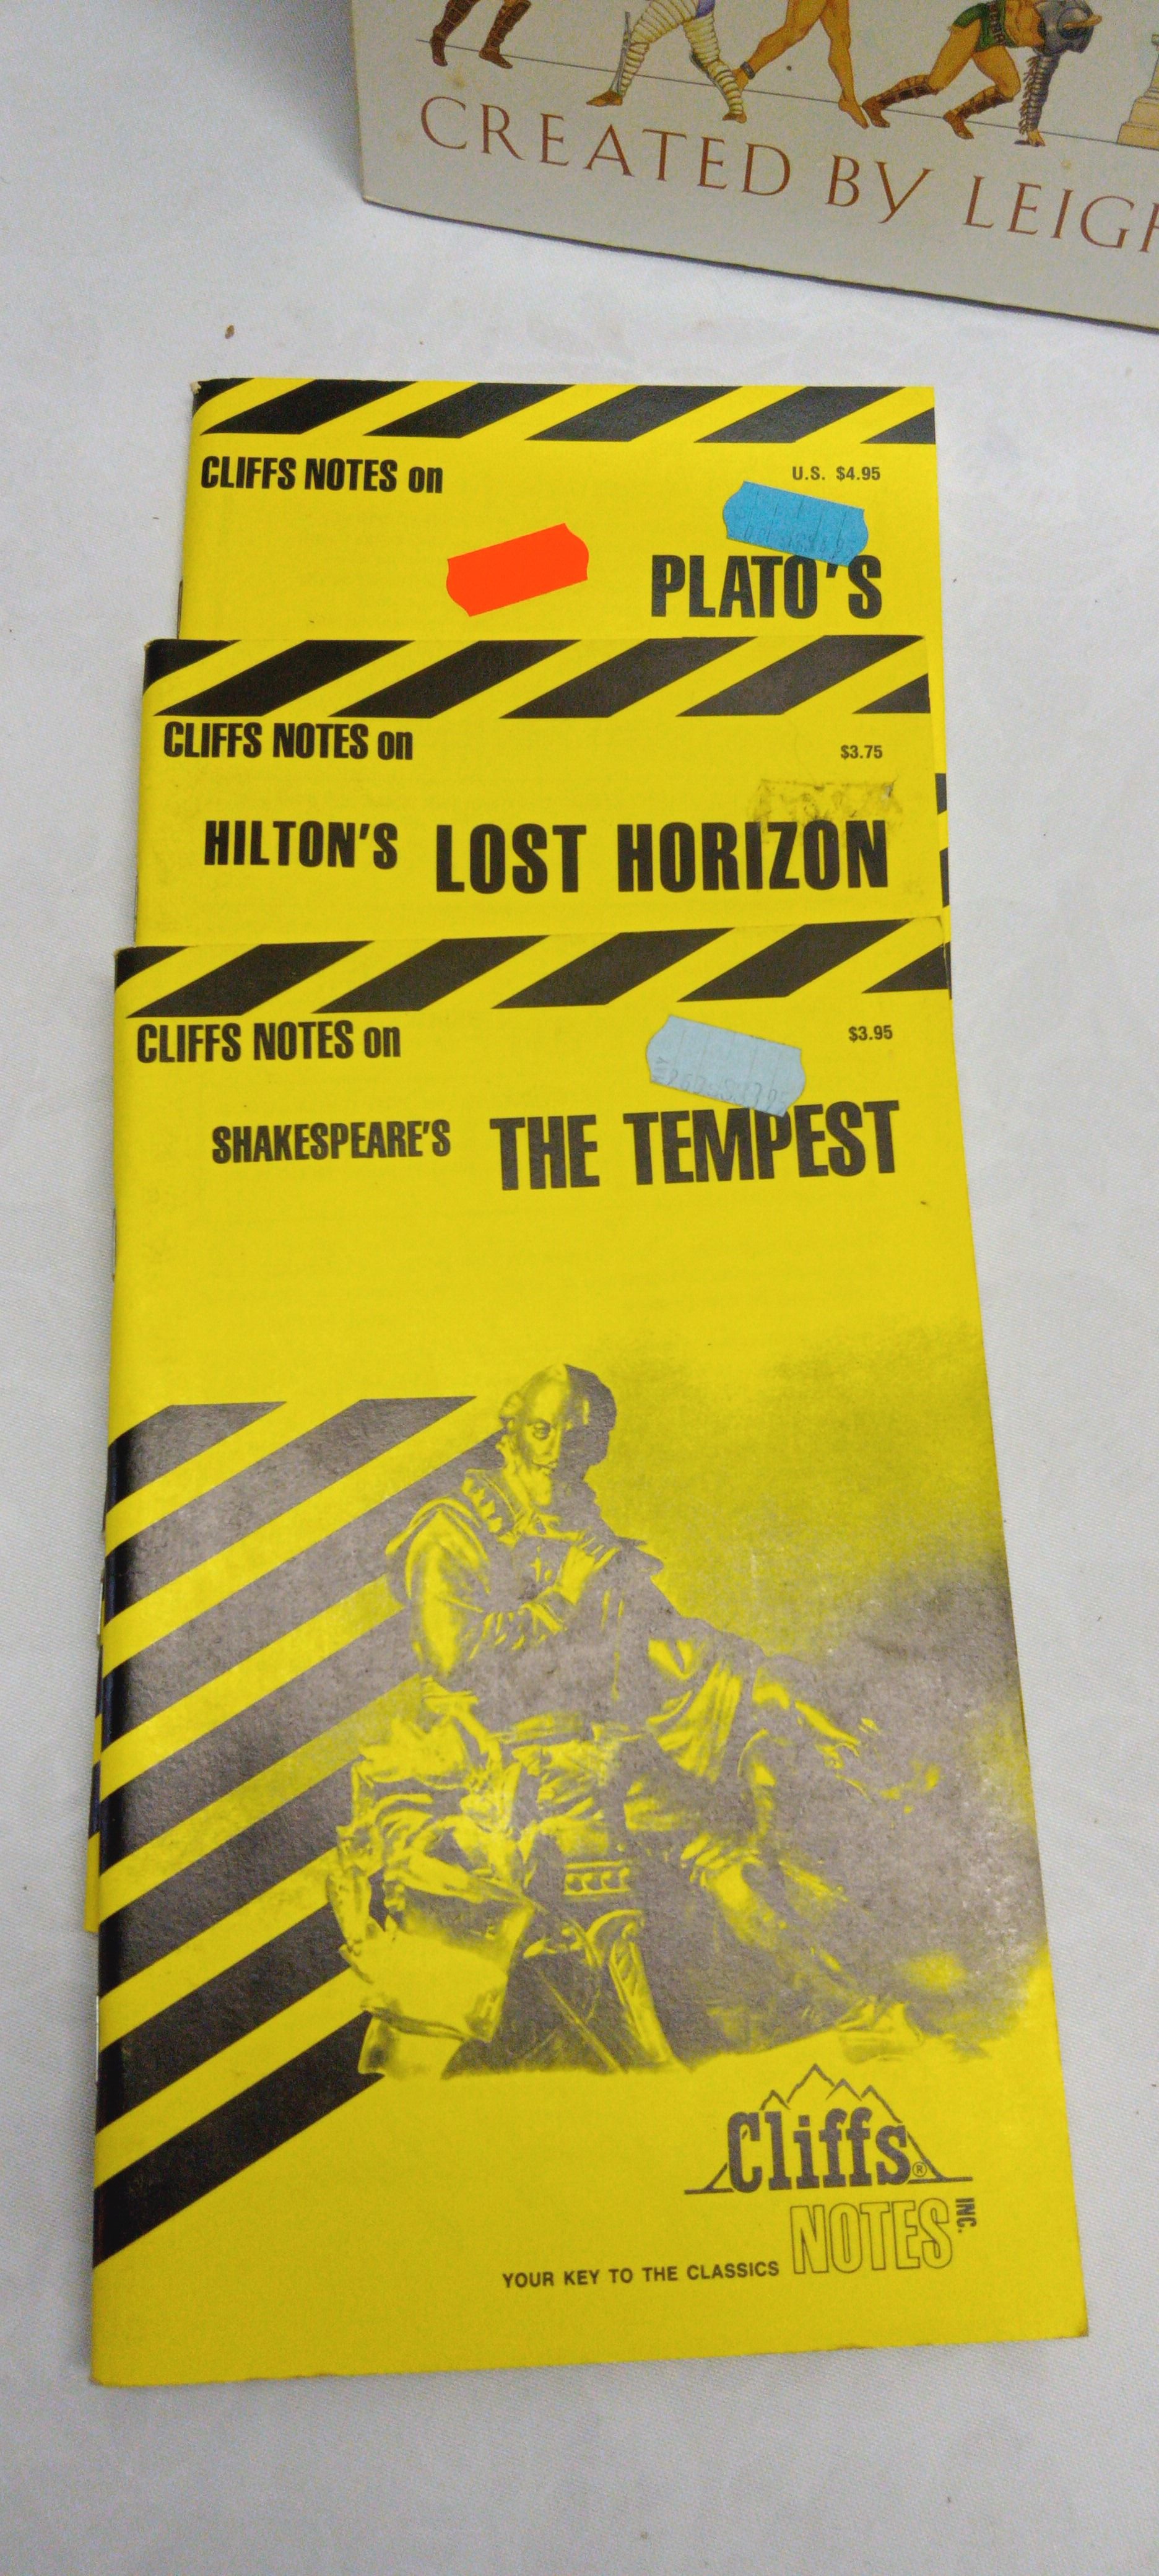 CREATED BY LEIGH
CLIFFS NOTES on
U.S. $4.95
PLATO'S
CLIFFS NOTES on
$3.75
HILTON'S LOST HORIZON
CLIFFS NOTES on
$3.95
SHAKESPEARE'S THE TEMPEST
Cliffs®
NOTES INC.
YOUR KEY TO THE CLASSICS